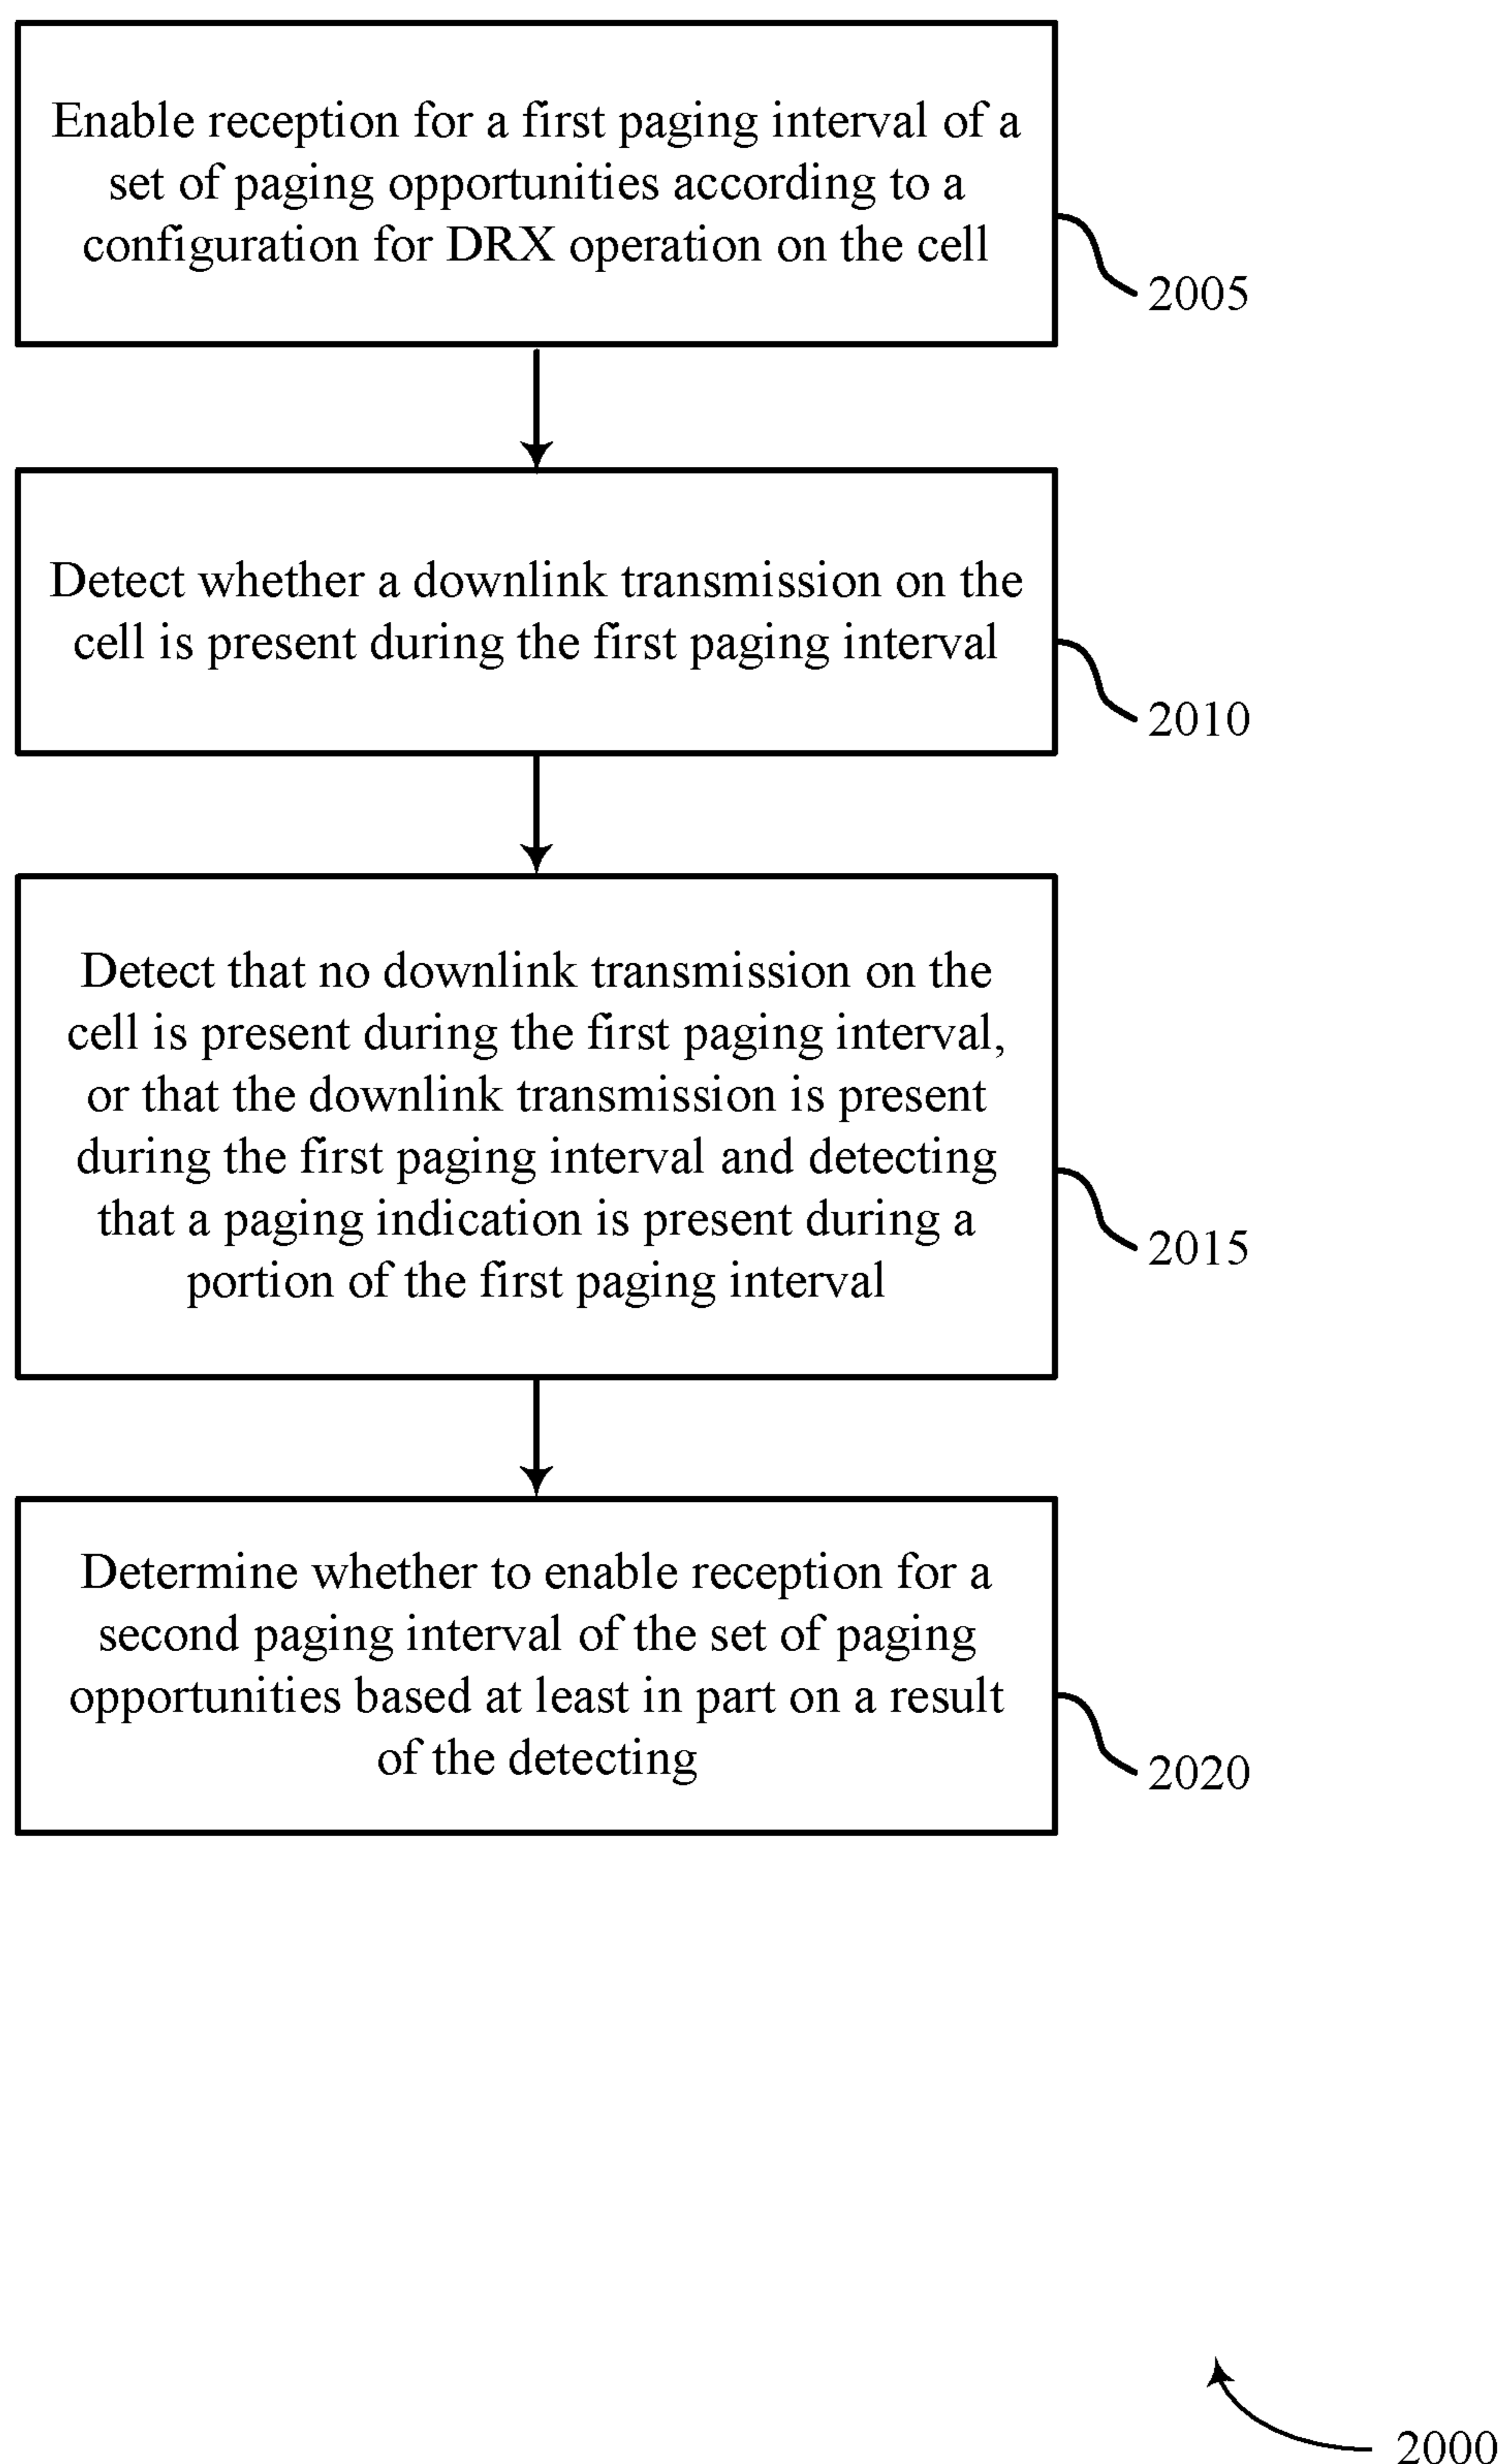 Enable reception for a first paging interval of a
set of paging opportunities according to a
configuration for DRX operation on the cell
2005
Detect whether a downlink transmission on the
cell is present during the first paging interval
2010
Detect that no downlink transmission on the
cell is present during the first paging interval,
or that the downlink transmission is present
during the first paging interval and detecting
that a paging indication is present during a
portion of the first paging interval
2015
Determine whether to enable reception for a
second paging interval of the set of paging
opportunities based at least in part on a result
of the detecting
2020
2000